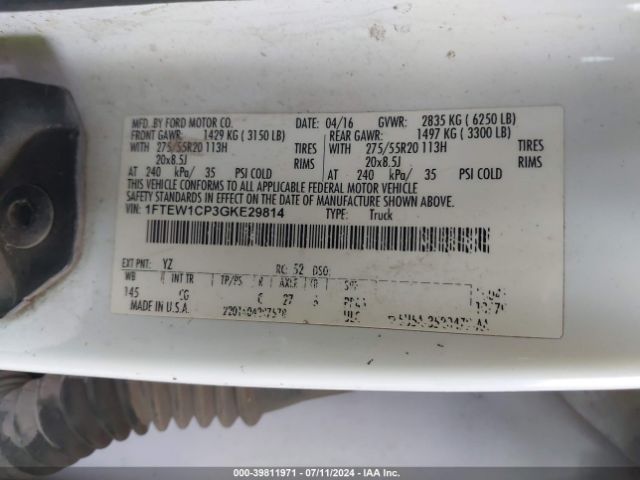 MFD. BY FORD MOTOR CO. 04/16 GVWR: 2835 KG ( 6250 LB)
FRONT GAWR: 1429 KG ( 3150 LB) REAR GAWR: 1497 KG ( 3300 LB)
WITH 275/55R20 113H TIRES WITH 275/55R20 113H TIRES
20x8.5J RIMS 20x8.5J RIMS
AT 240 kPa/ 35 PSI COLD AT 240 kPa/ 35 PSI COLD
THIS VEHICLE CONFORMS TO ALL APPLICABLE FEDERAL MOTOR VEHICLE
SAFETY STANDARDS IN EFFECT ON THE DATE OF MANUFACTURE SHOWN ABOVE.
VIN: 1FTEW1CP3GKE29814 TYPE: Truck
EXT PNT: YZ RC: 52 DSO:
WB INT TR TP/PS R AXLE
145 CG 27
MADE IN U.S.A. ULC
000-39811971 - 07/11/2024 - IAA Inc.